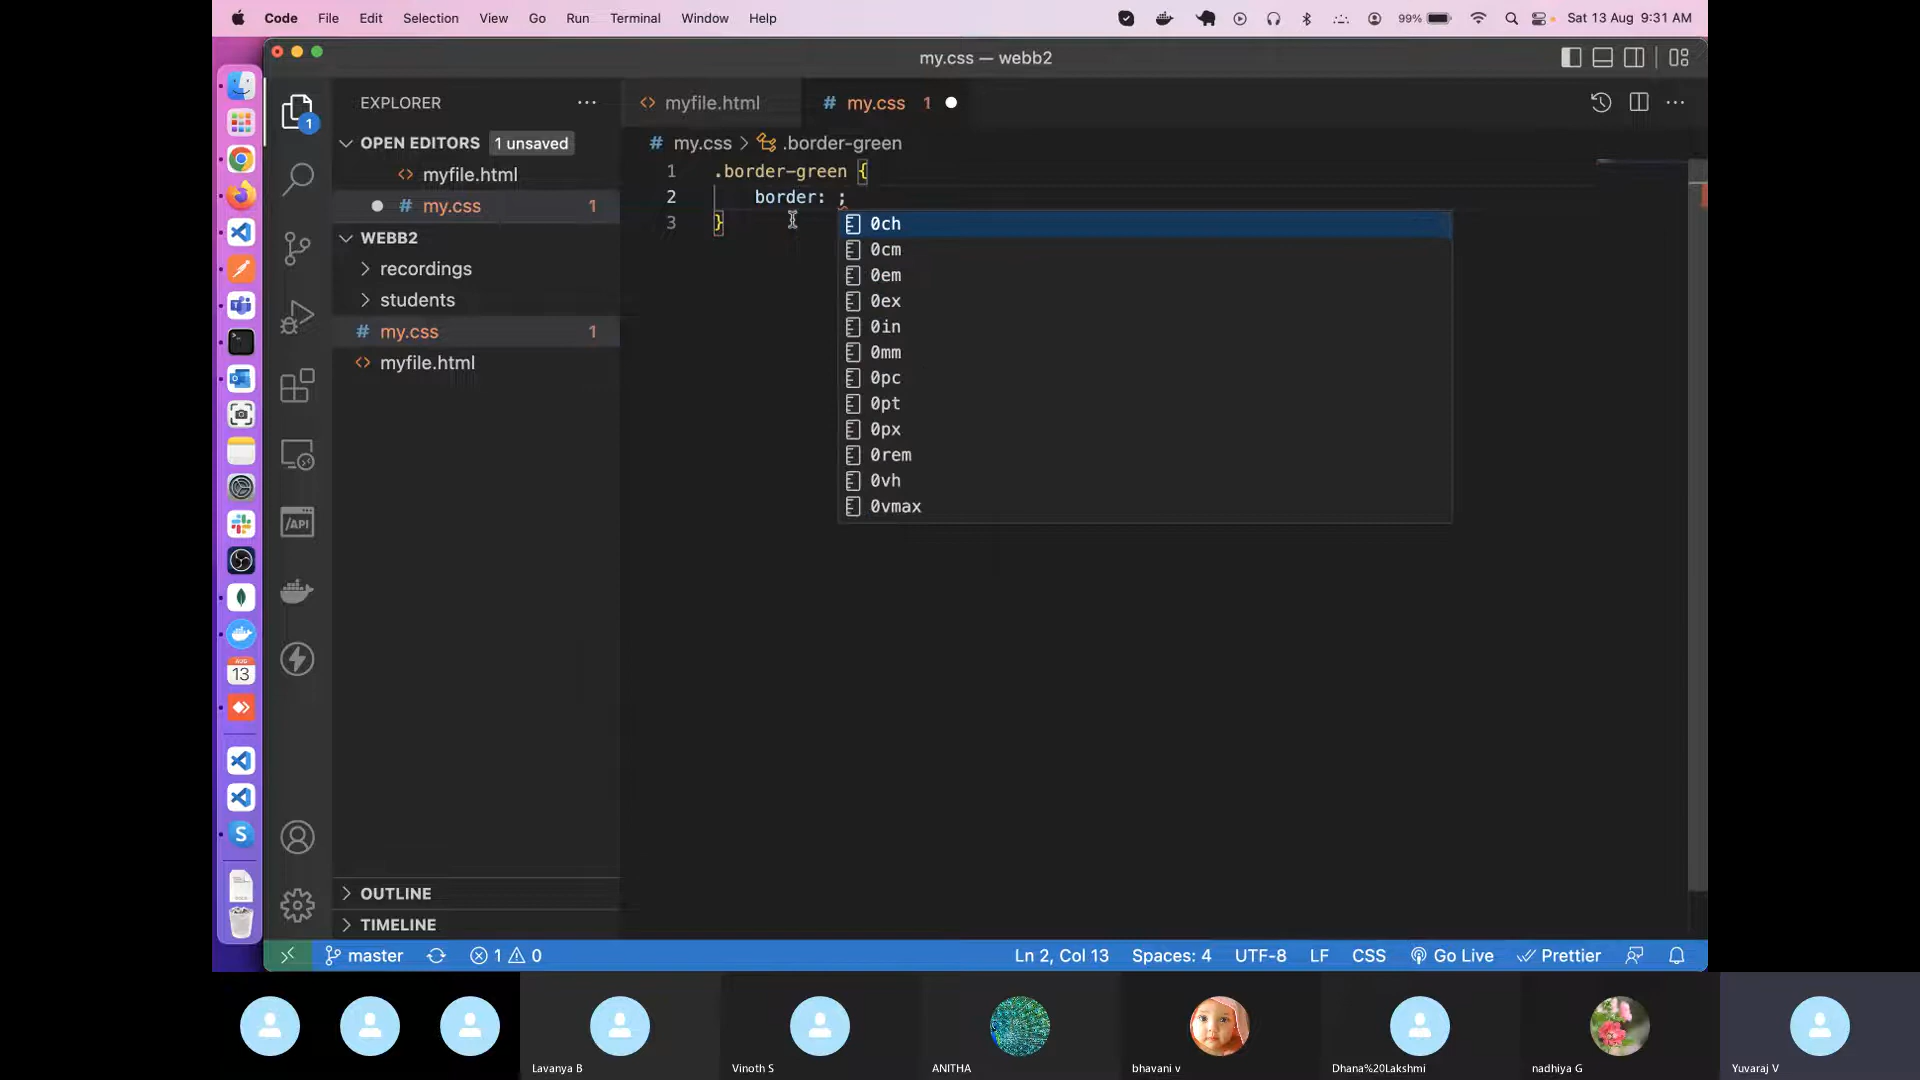 Code File Edit Selection View Go Run Terminal Window Help 99% Sat 13 Aug 9:31 AM
my.css — webb2
EXPLORER
myfile.html
my.css 1
OPEN EDITORS 1 unsaved
myfile.html
my.css 1
WEBB2
recordings
students
my.css 1
myfile.html
OUTLINE
TIMELINE
my.css > .border-green
1 .border-green {
2 border: ;
3 }
0ch
0cm
0em
0ex
0in
0mm
0pc
0pt
0px
0rem
0vh
0vmax
1
/API
AUG
13
S
master 1 0 Ln 2, Col 13 Spaces: 4 UTF-8 LF CSS Go Live Prettier
Lavanya B Vinoth S ANITHA bhavani v Dhana%20Lakshmi nadhiya G Yuvaraj V